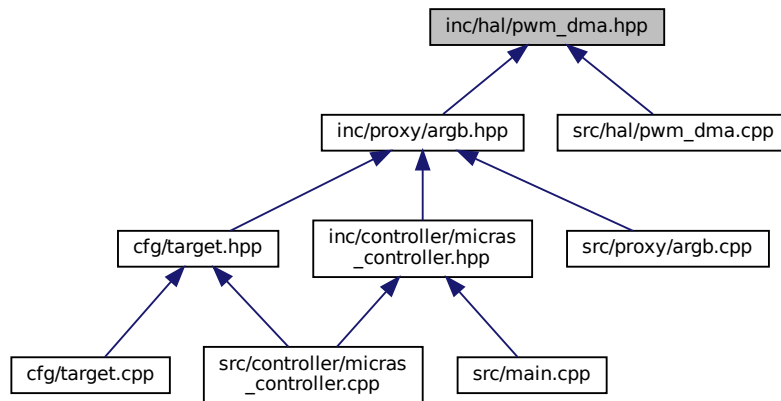 inc/hal/pwm_dma.hpp
inc/proxy/argb.hpp
src/hal/pwm_dma.cpp
cfg/target.hpp
inc/controller/micras
_controller.hpp
src/proxy/argb.cpp
cfg/target.cpp
src/controller/micras
_controller.cpp
src/main.cpp